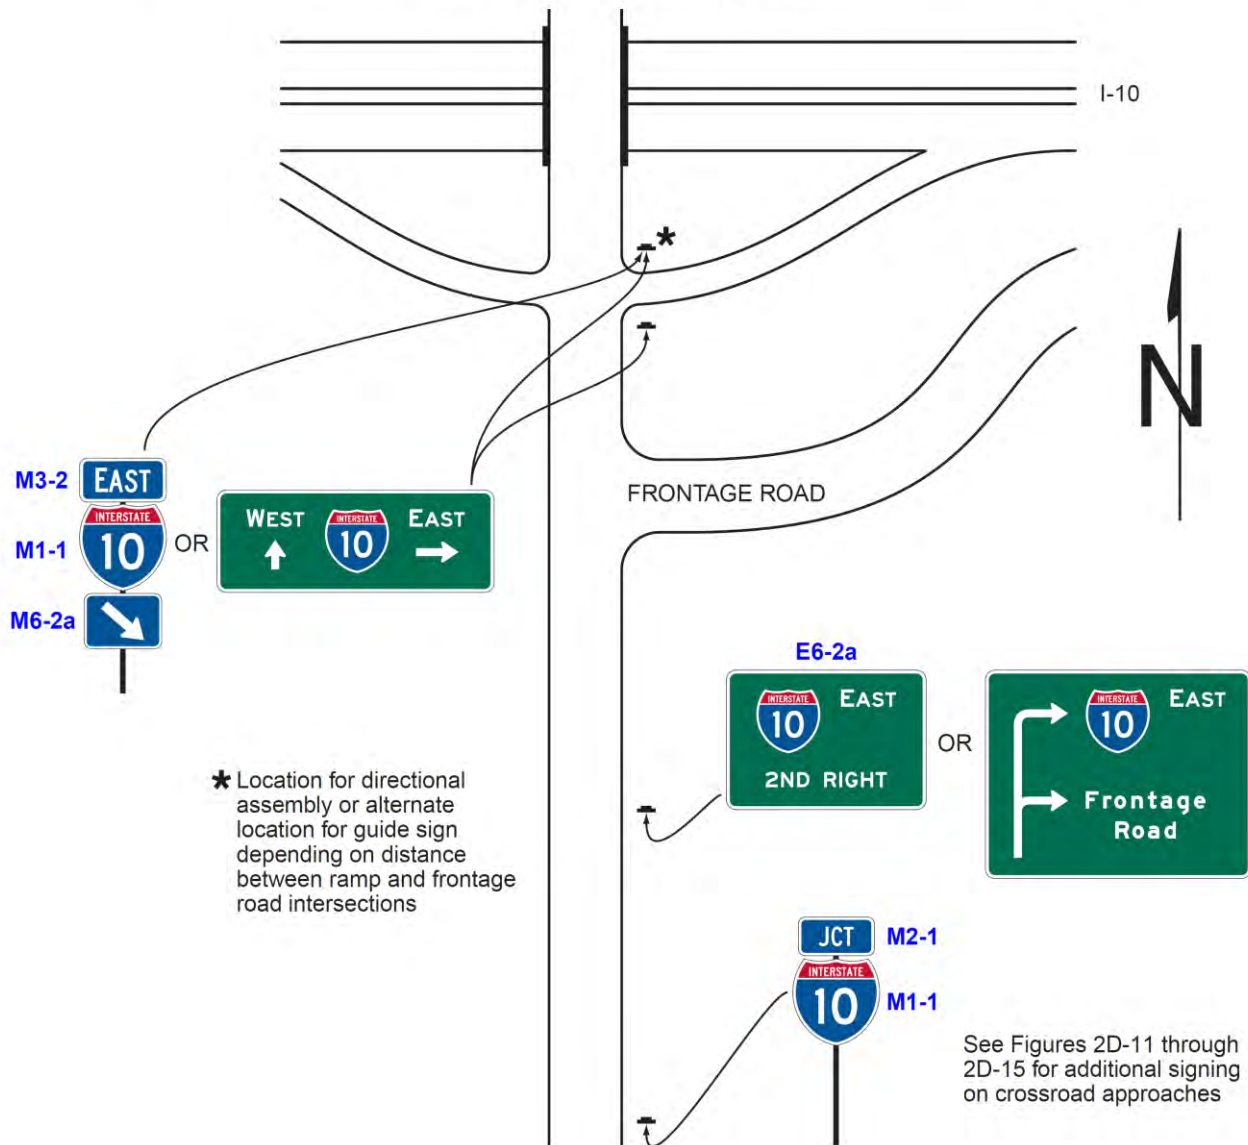 I-10
✱
N
M3-2
EAST
M1-1
INTERSTATE
10
M6-2a
OR
WEST
INTERSTATE
10
EAST
FRONTAGE ROAD
E6-2a
INTERSTATE
10
EAST
2ND RIGHT
OR
INTERSTATE
10
EAST
Frontage
Road
✱ Location for directional
assembly or alternate
location for guide sign
depending on distance
between ramp and frontage
road intersections
JCT
M2-1
INTERSTATE
10
M1-1
See Figures 2D-11 through
2D-15 for additional signing
on crossroad approaches